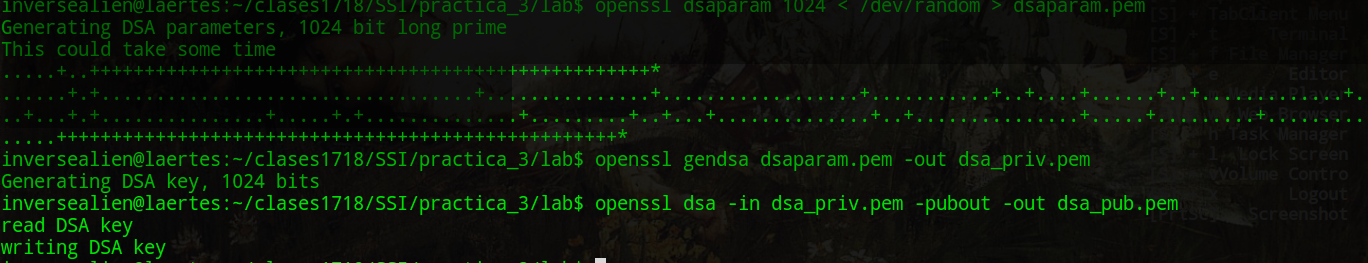 inversealien@laertes:~/clases1718/SSI/practica_3/lab$ openssl dsaparam 1024 < /dev/random > dsaparam.pem
Generating DSA parameters, 1024 bit long prime
This could take some time
.....+..+++++++++++++++++++++++++++++++++++++++++++++++++++*
......+.+..................................+...............+..................+...........+..+....+......+..+.............+.
..+...+.+...............+.....+.+..............+.........+..+...+..............+..+...............+.....+.........+.........
.....+++++++++++++++++++++++++++++++++++++++++++++++++++*
inversealien@laertes:~/clases1718/SSI/practica_3/lab$ openssl gendsa dsaparam.pem -out dsa_priv.pem
Generating DSA key, 1024 bits
inversealien@laertes:~/clases1718/SSI/practica_3/lab$ openssl dsa -in dsa_priv.pem -pubout -out dsa_pub.pem
read DSA key
writing DSA key
Client Menu
Terminal
File Manager
Editor
Task Manager
Lock Screen
Volume Contro
Logout
Screenshot